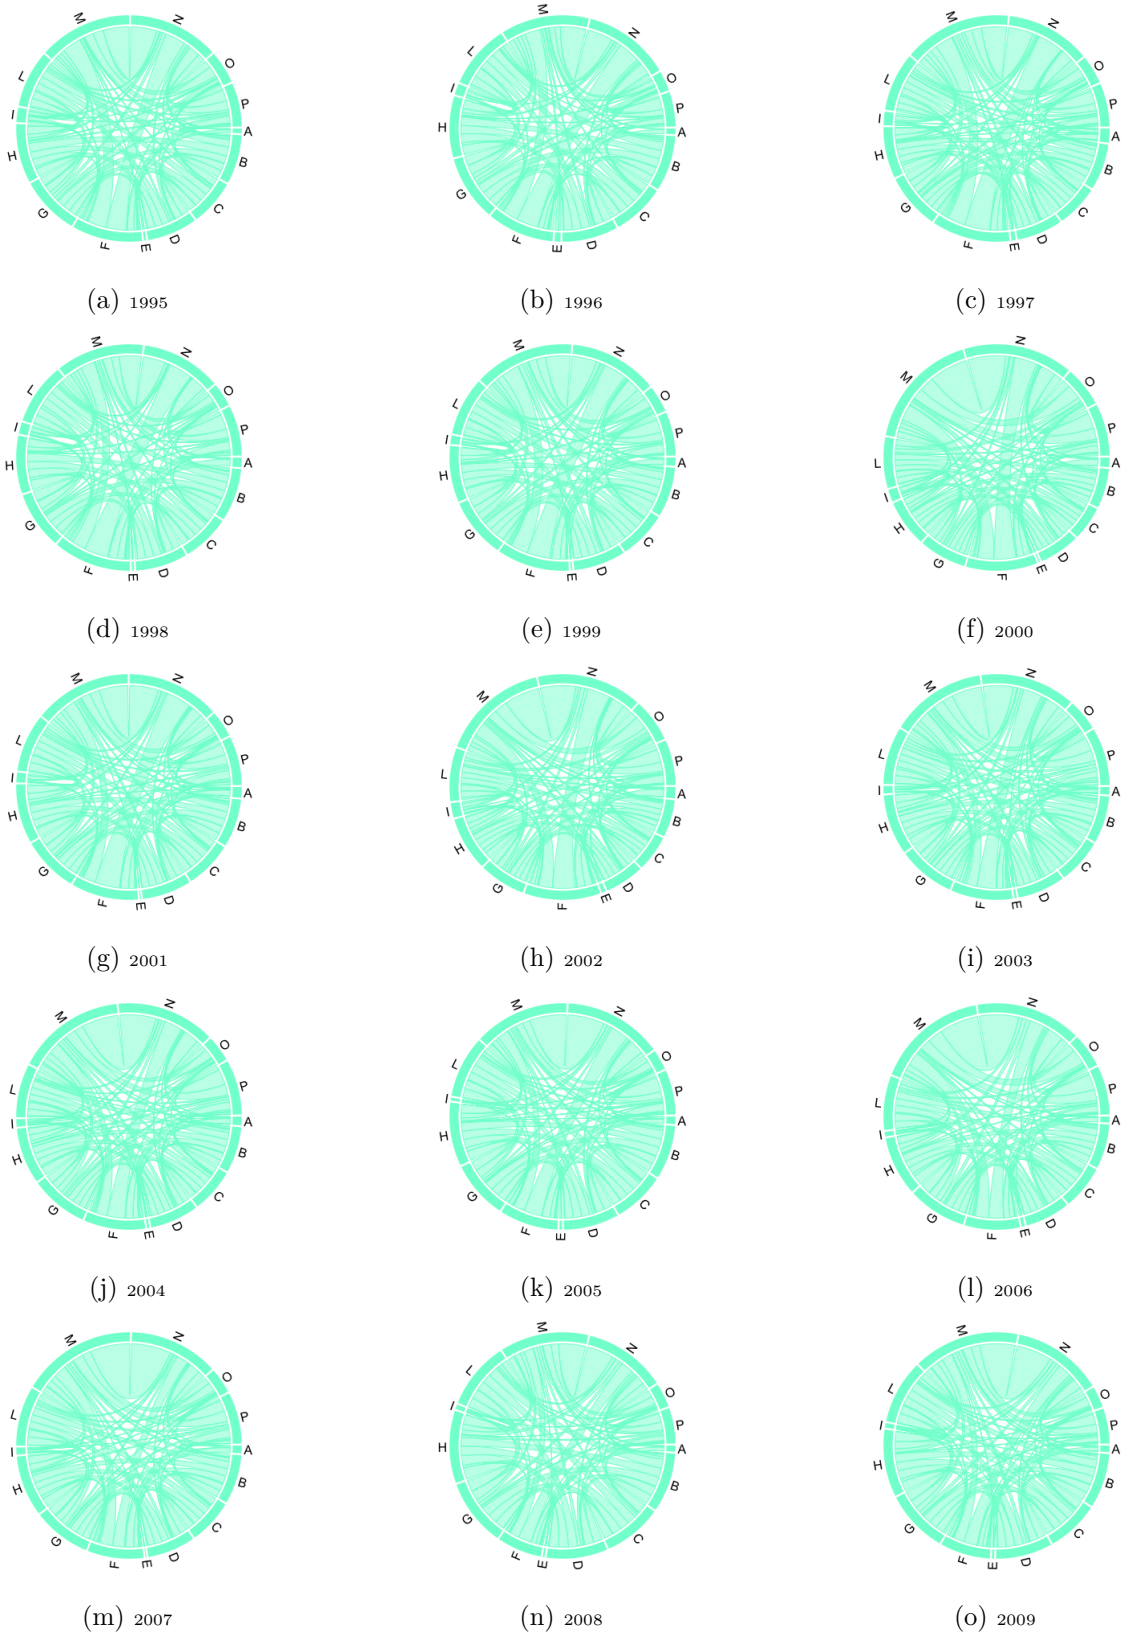 M N
L O
I P
H A
G B
F E D C
(a) 1995
M N
L O
I P
H A
G B
F E D C
(b) 1996
M N
L O
I P
H A
G B
F E D C
(c) 1997
M N
L O
I P
H A
G B
F E D C
(d) 1998
M N
L O
I P
H A
G B
F E D C
(e) 1999
M N
L O
I P
H A
G B
F E D C
(f) 2000
M N
L O
I P
H A
G B
F E D C
(g) 2001
M N
L O
I P
H A
G B
F E D C
(h) 2002
M N
L O
I P
H A
G B
F E D C
(i) 2003
M N
L O
I P
H A
G B
F E D C
(j) 2004
M N
L O
I P
H A
G B
F E D C
(k) 2005
M N
L O
I P
H A
G B
F E D C
(l) 2006
M N
L O
I P
H A
G B
F E D C
(m) 2007
M N
L O
I P
H A
G B
F E D C
(n) 2008
M N
L O
I P
H A
G B
F E D C
(o) 2009